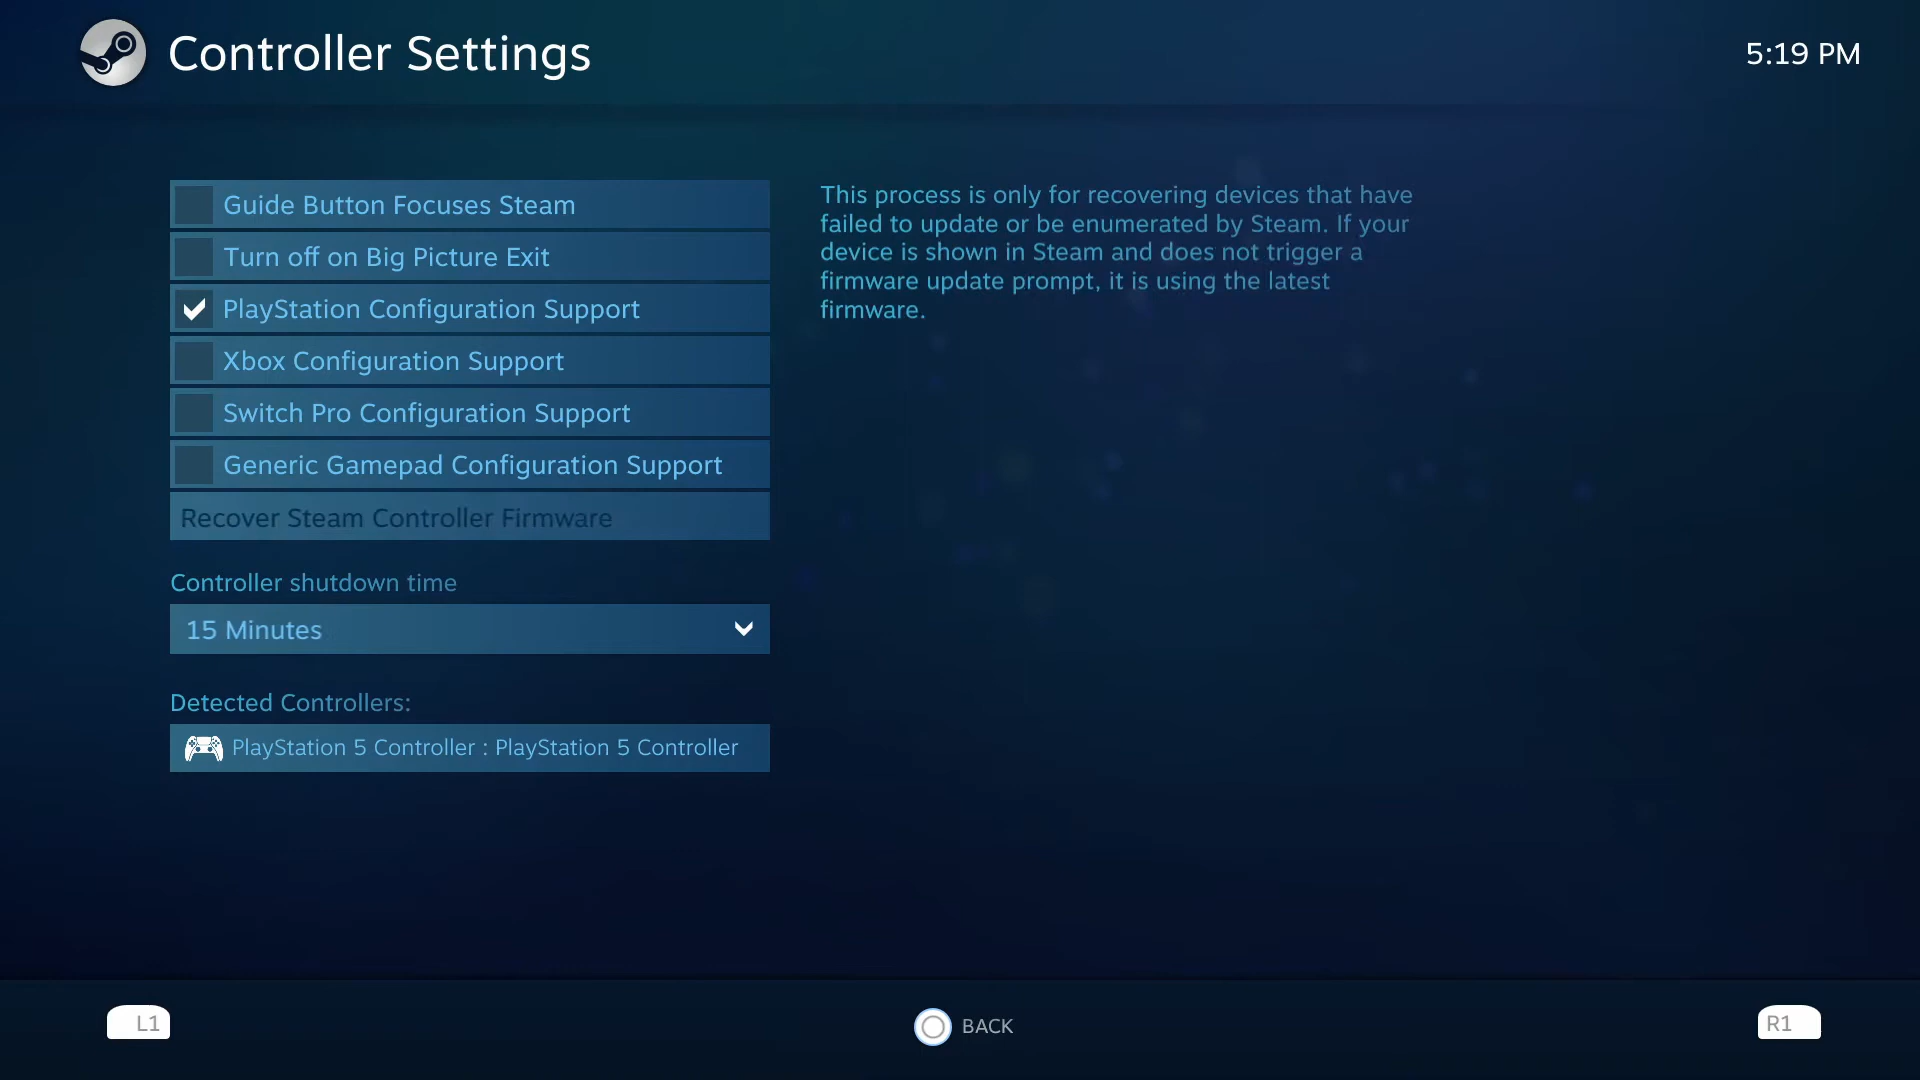 Controller Settings
5:19 PM
Guide Button Focuses Steam
Turn off on Big Picture Exit
PlayStation Configuration Support
Xbox Configuration Support
Switch Pro Configuration Support
Generic Gamepad Configuration Support
Recover Steam Controller Firmware
Controller shutdown time
15 Minutes
Detected Controllers:
PlayStation 5 Controller : PlayStation 5 Controller
This process is only for recovering devices that have
failed to update or be enumerated by Steam. If your
device is shown in Steam and does not trigger a
firmware update prompt, it is using the latest
firmware.
L1
BACK
R1